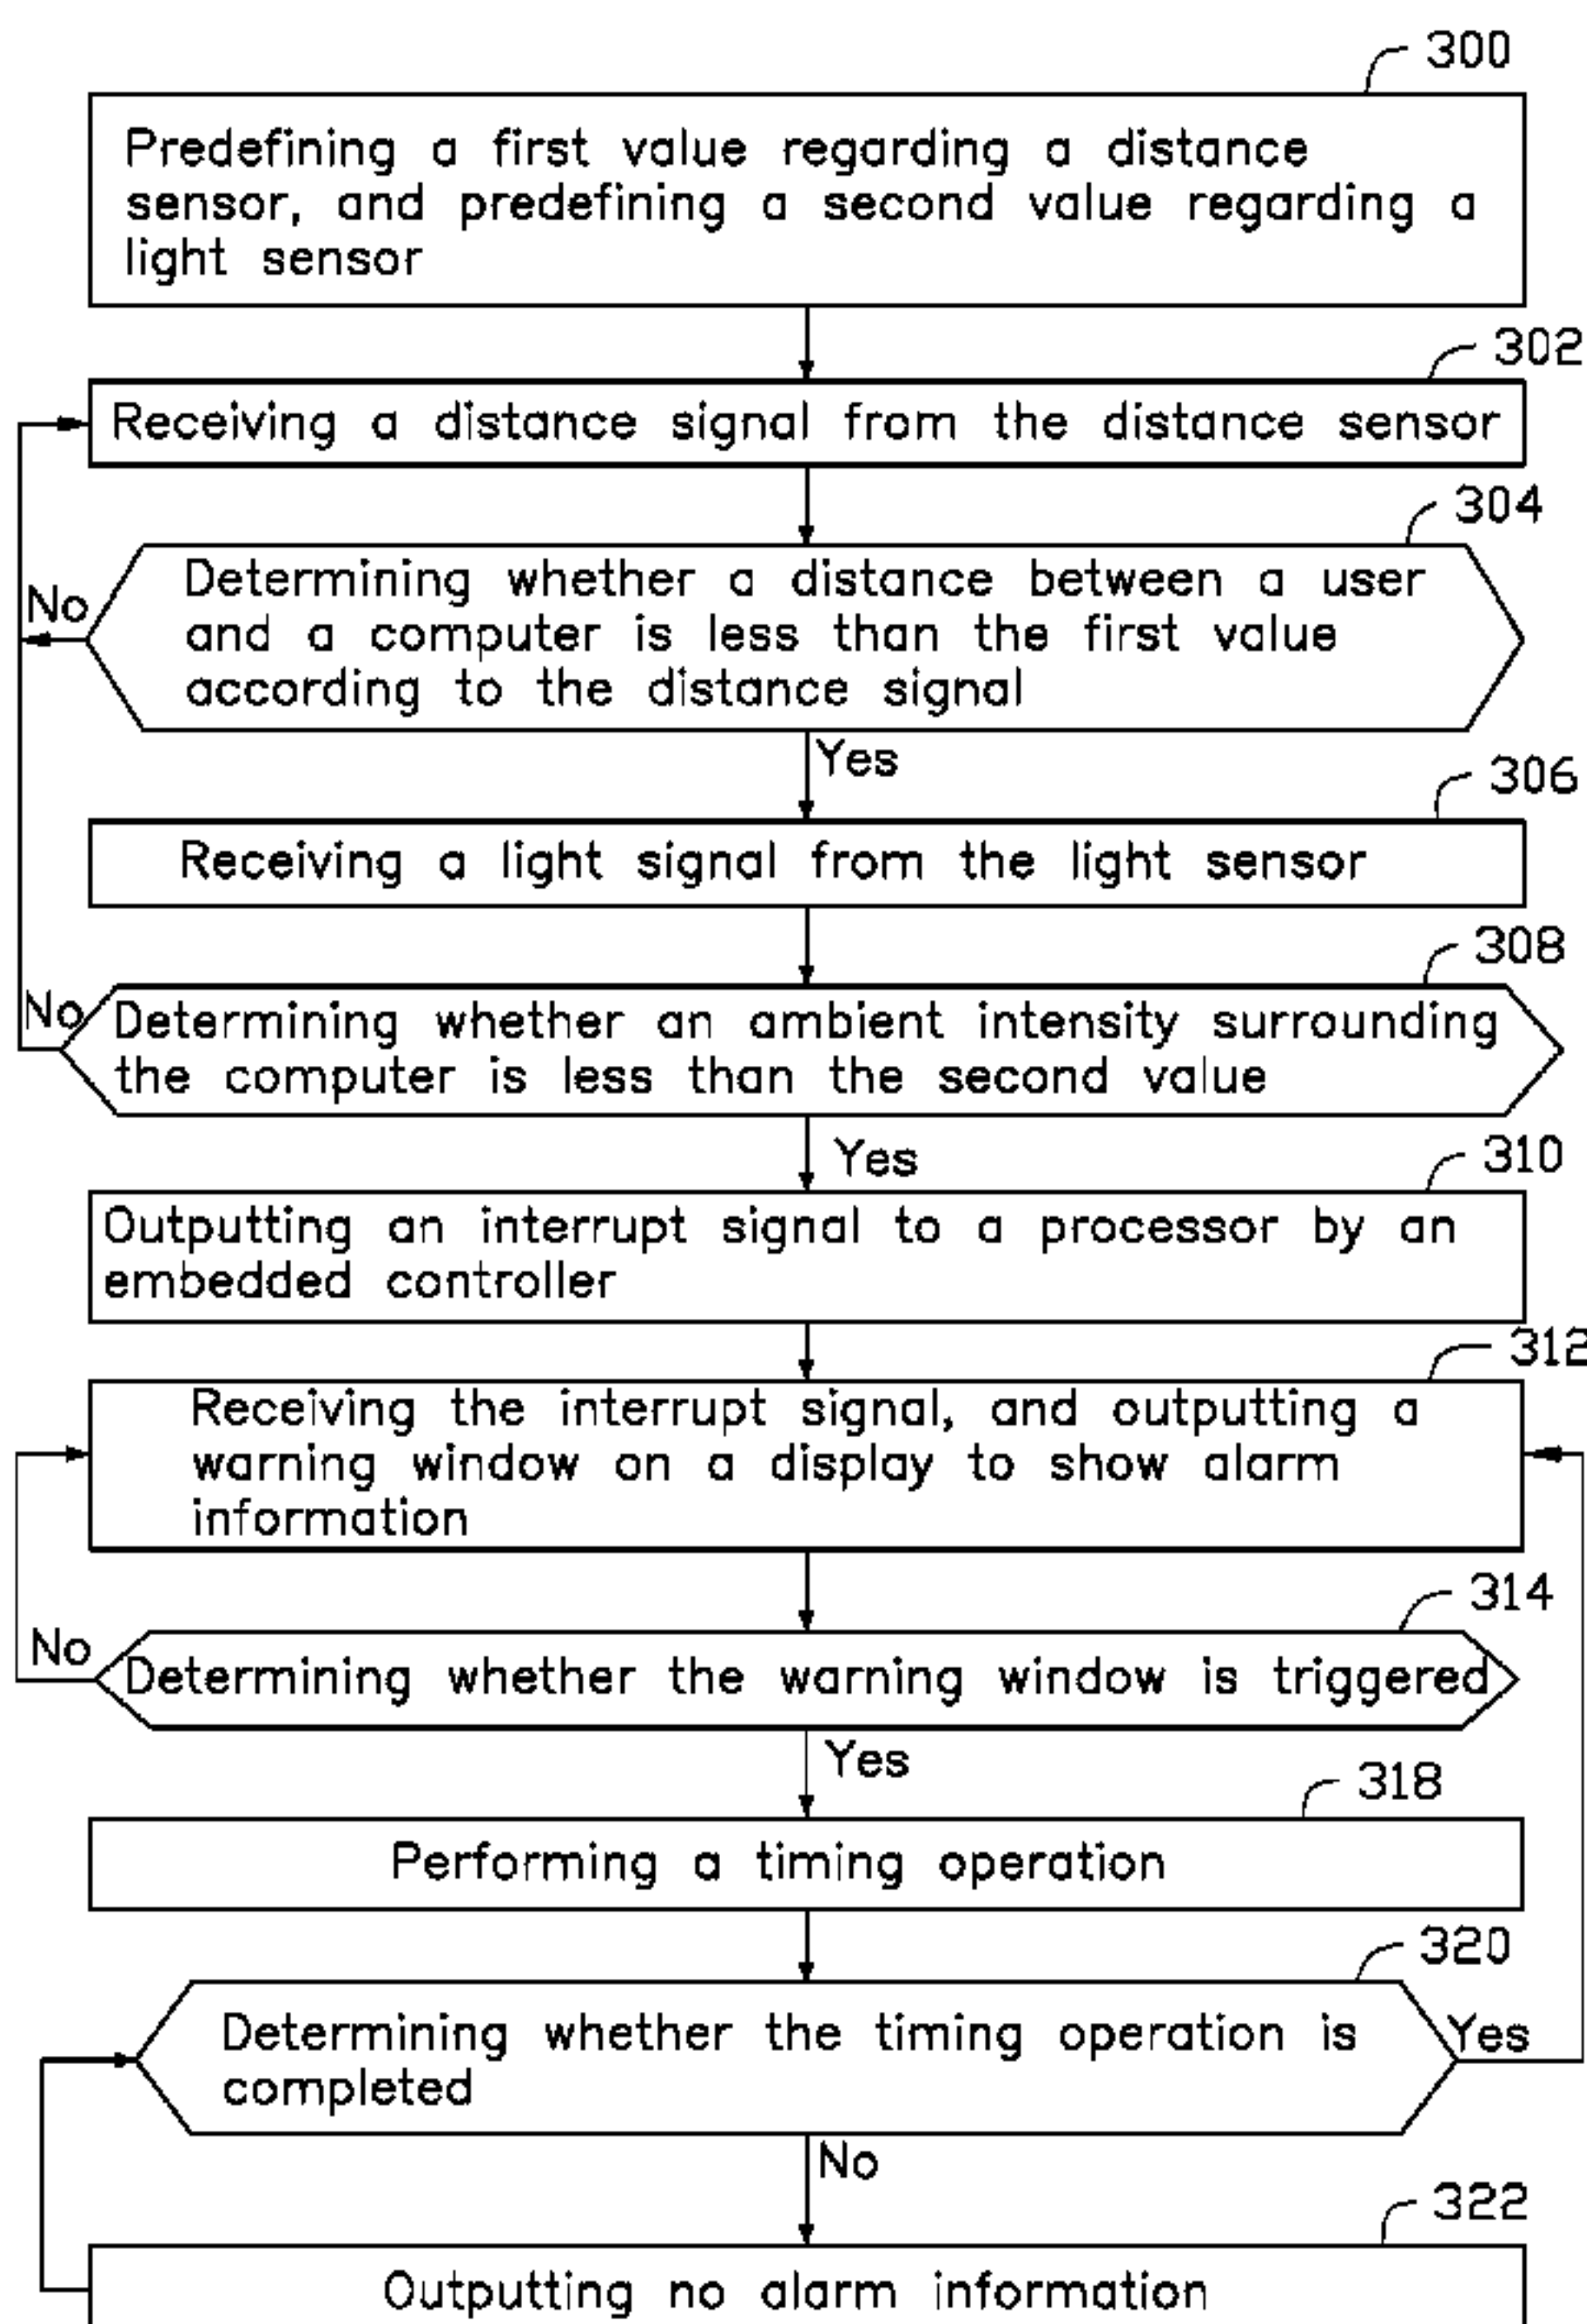 300
Predefining a first value regarding a distance
sensor, and predefining a second value regarding a
light sensor
302
Receiving a distance signal from the distance sensor
304
Determining whether a distance between a user
and a computer is less than the first value
according to the distance signal
No
Yes
306
Receiving a light signal from the light sensor
308
No
Determining whether an ambient intensity surrounding
the computer is less than the second value
Yes
310
Outputting an interrupt signal to a processor by an
embedded controller
312
Receiving the interrupt signal, and outputting a
warning window on a display to show alarm
information
314
No
Determining whether the warning window is triggered
Yes
318
Performing a timing operation
320
Determining whether the timing operation is
completed
Yes
No
322
Outputting no alarm information